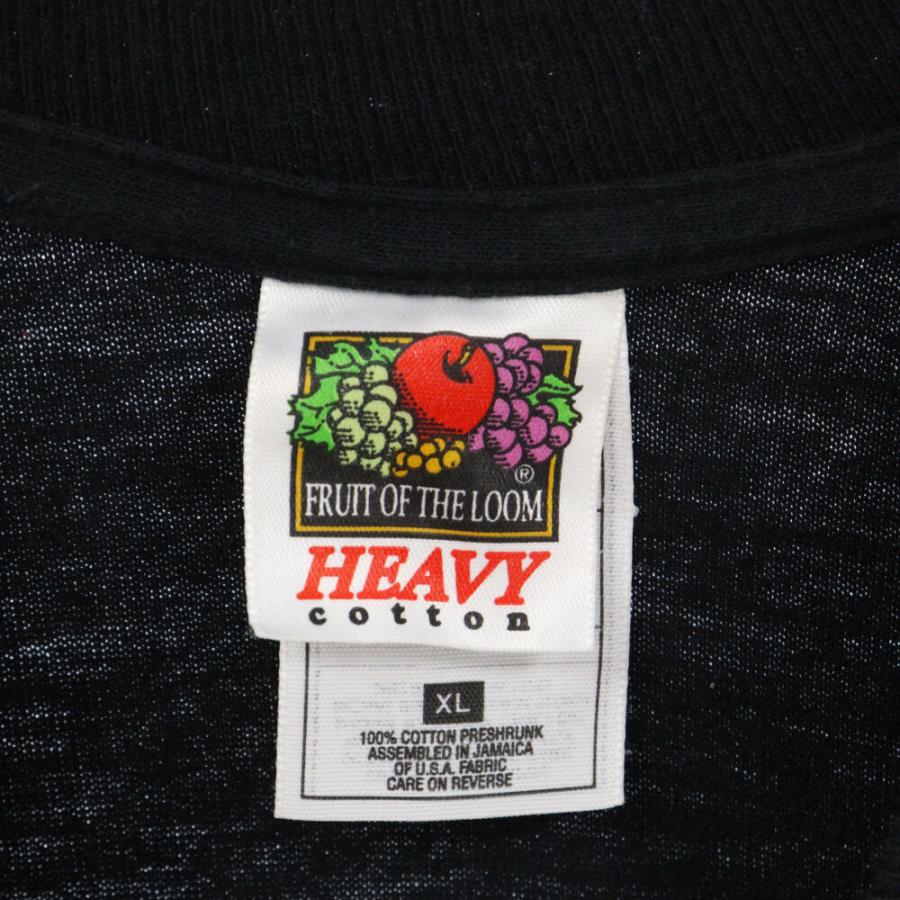 ®
FRUIT OF THE LOOM
HEAVY
cotton
XL
100% COTTON PRESHRUNK
ASSEMBLED IN JAMAICA
OF U.S.A. FABRIC
CARE ON REVERSE